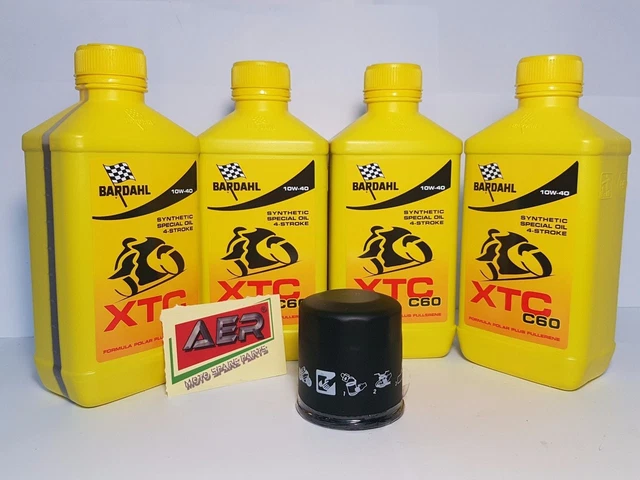 BARDAHL
10W-40
SYNTHETIC
SPECIAL OIL
4-STROKE
XTC
FORMULA POLAR PLUS FULLERENE
BARDAHL
10W-40
SYNTHETIC
SPECIAL OIL
4-STROKE
XTC
C60
BARDAHL
10W-40
SYNTHETIC
SPECIAL OIL
4-STROKE
XTC
C60
BARDAHL
10W-40
SYNTHETIC
SPECIAL OIL
4-STROKE
XTC
C60
FORMULA POLAR PLUS FULLERENE
AER
MOTO SPARE PARTS
1 2